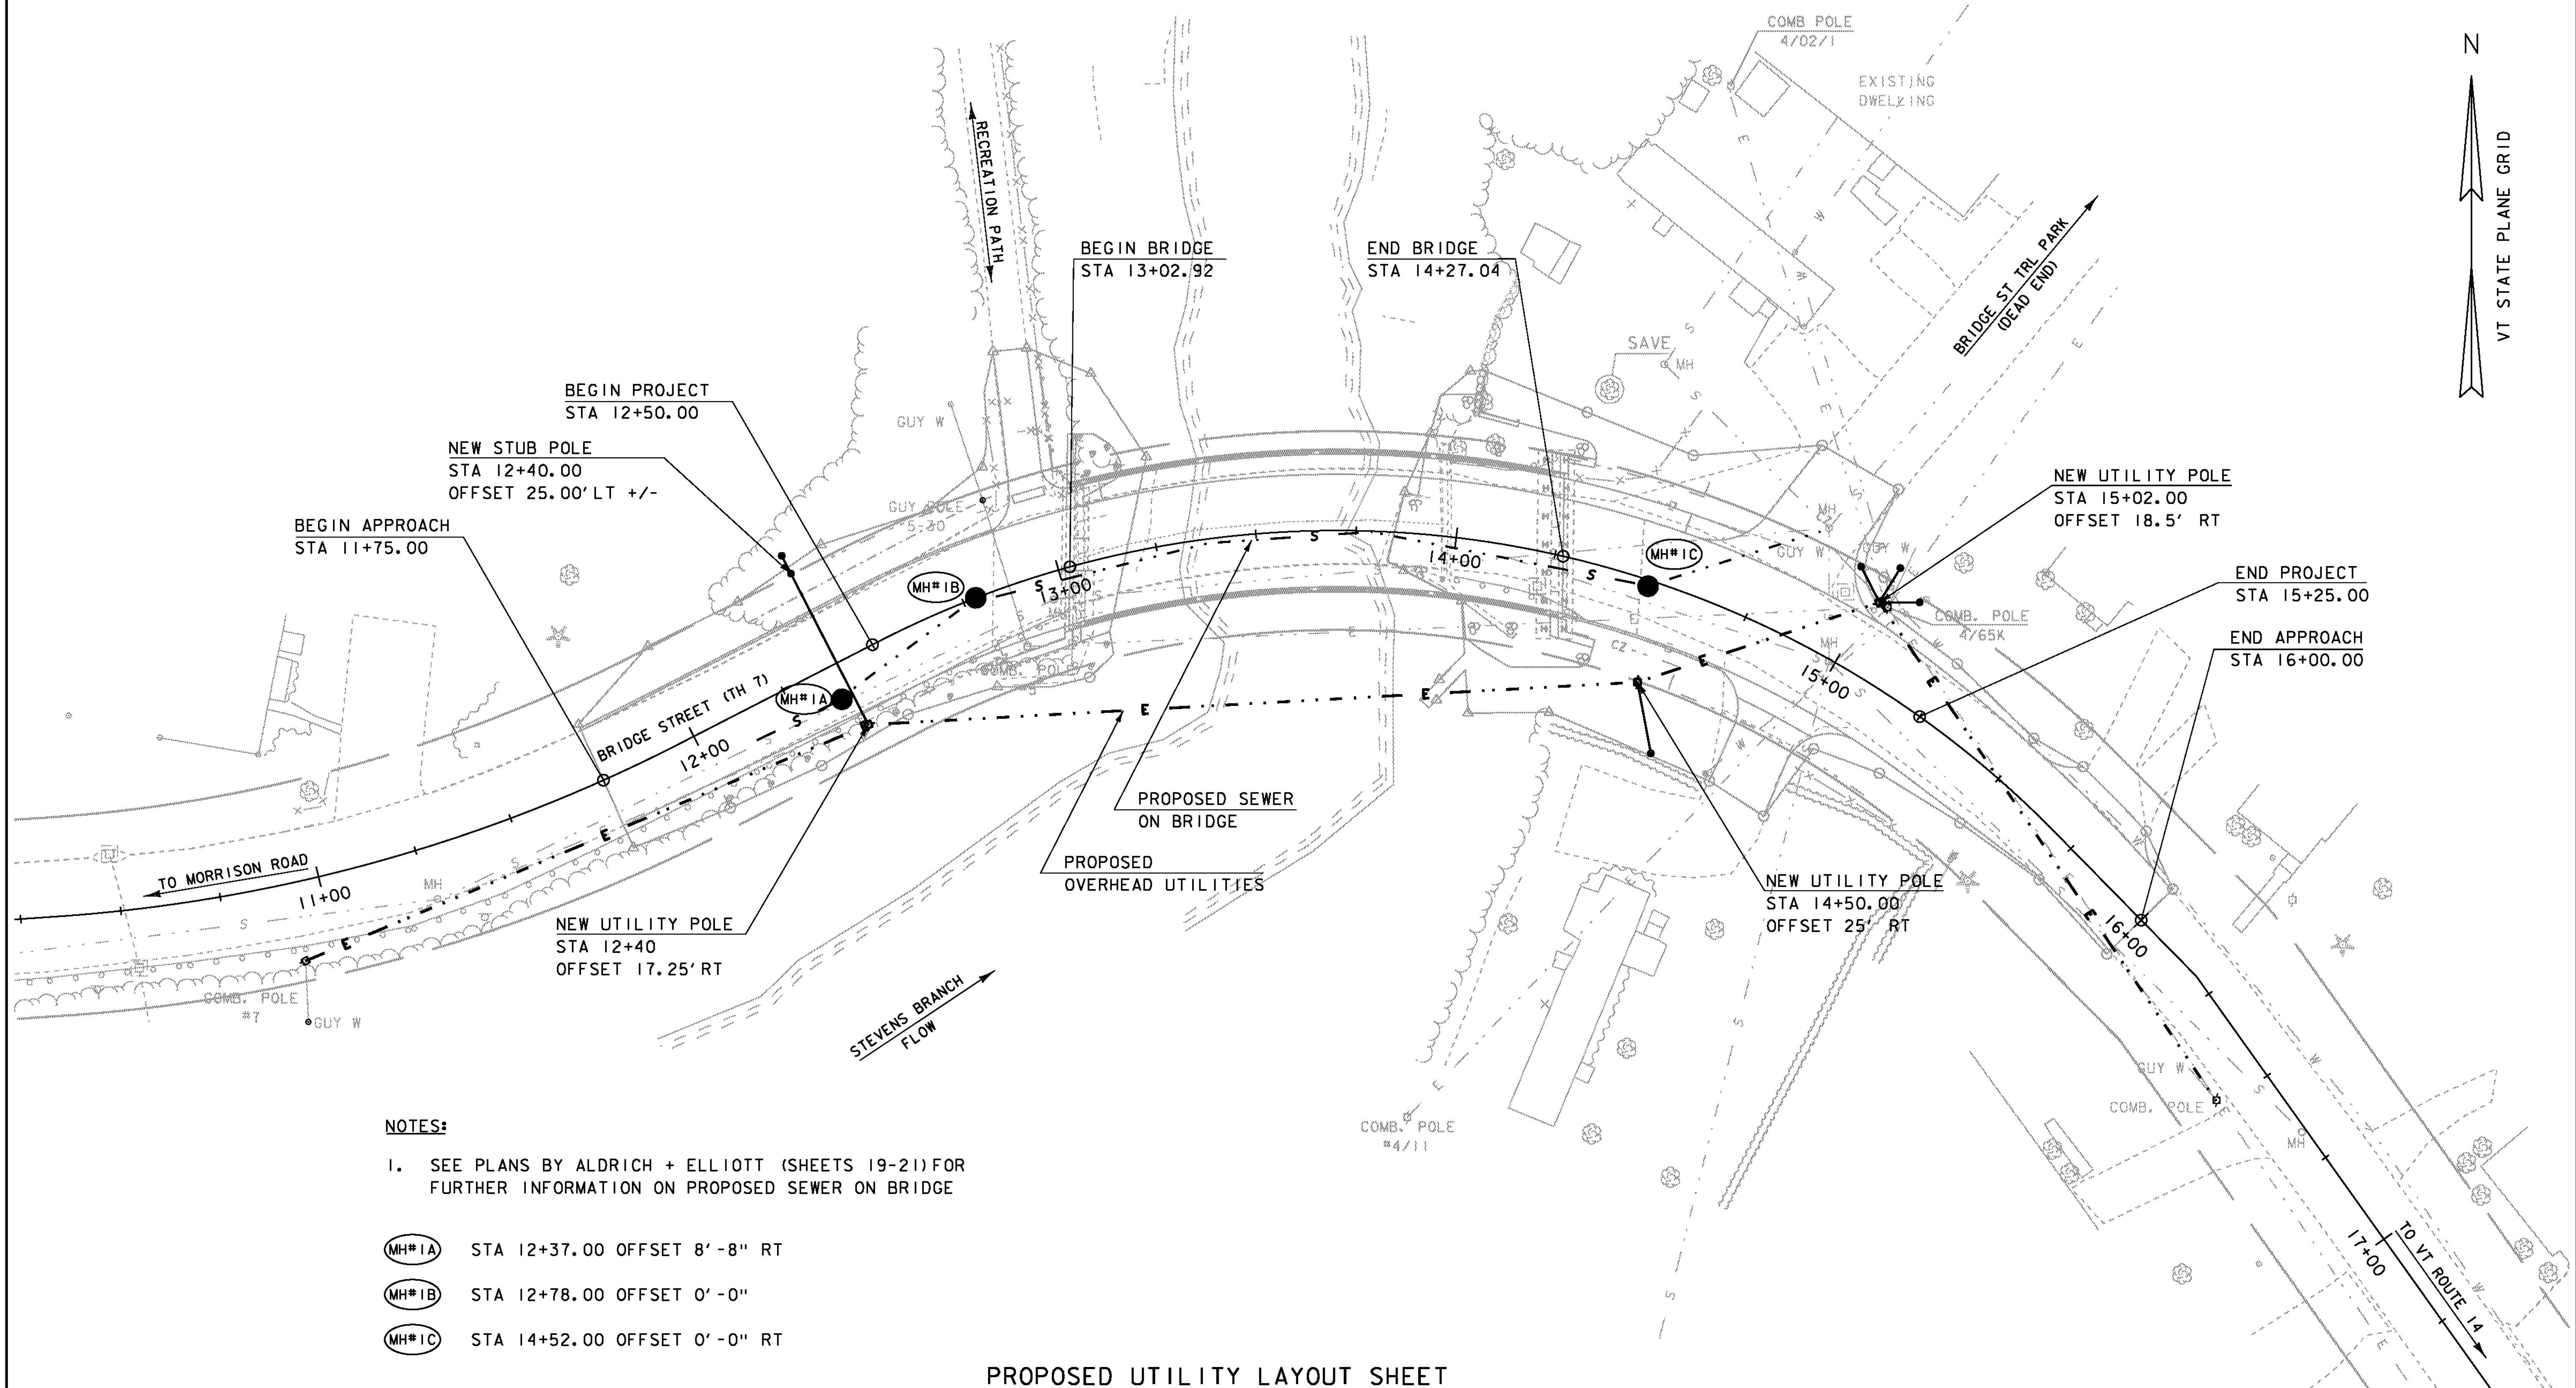 COMB POLE
4/02/1
EXISTING
DWELLING
N
VT STATE PLANE GRID
RECREATION PATH
BRIDGE ST TRL PARK
(DEAD END)
BEGIN BRIDGE
STA 13+02.92
END BRIDGE
STA 14+27.04
SAVE
MH
BEGIN PROJECT
STA 12+50.00
GUY W
NEW STUB POLE
STA 12+40.00
OFFSET 25.00' LT +/-
GUY POLE
5-30
BEGIN APPROACH
STA 11+75.00
NEW UTILITY POLE
STA 15+02.00
OFFSET 18.5' RT
MH
GUY W
GUY W
MH#1B
13+00
S
S
14+00
S
MH#1C
END PROJECT
STA 15+25.00
COMB. POLE
4/65K
END APPROACH
STA 16+00.00
MH
COMB. POLE
C2
MH
15+00
MH#1A
S
BRIDGE STREET (TH 7)
12+00
E
E
E
E
PROPOSED SEWER
ON BRIDGE
PROPOSED
OVERHEAD UTILITIES
TO MORRISON ROAD
11+00
MH
E
E
S
NEW UTILITY POLE
STA 12+40
OFFSET 17.25' RT
NEW UTILITY POLE
STA 14+50.00
OFFSET 25' RT
E
16+00
COMB. POLE
#7
GUY W
STEVENS BRANCH
FLOW
GUY W
COMB. POLE
MH
COMB. POLE
#4/11
17+00
TO VT ROUTE 14
NOTES:
1. SEE PLANS BY ALDRICH + ELLIOTT (SHEETS 19-21) FOR
FURTHER INFORMATION ON PROPOSED SEWER ON BRIDGE
MH#1A STA 12+37.00 OFFSET 8'-8" RT
MH#1B STA 12+78.00 OFFSET 0'-0"
MH#1C STA 14+52.00 OFFSET 0'-0" RT
PROPOSED UTILITY LAYOUT SHEET